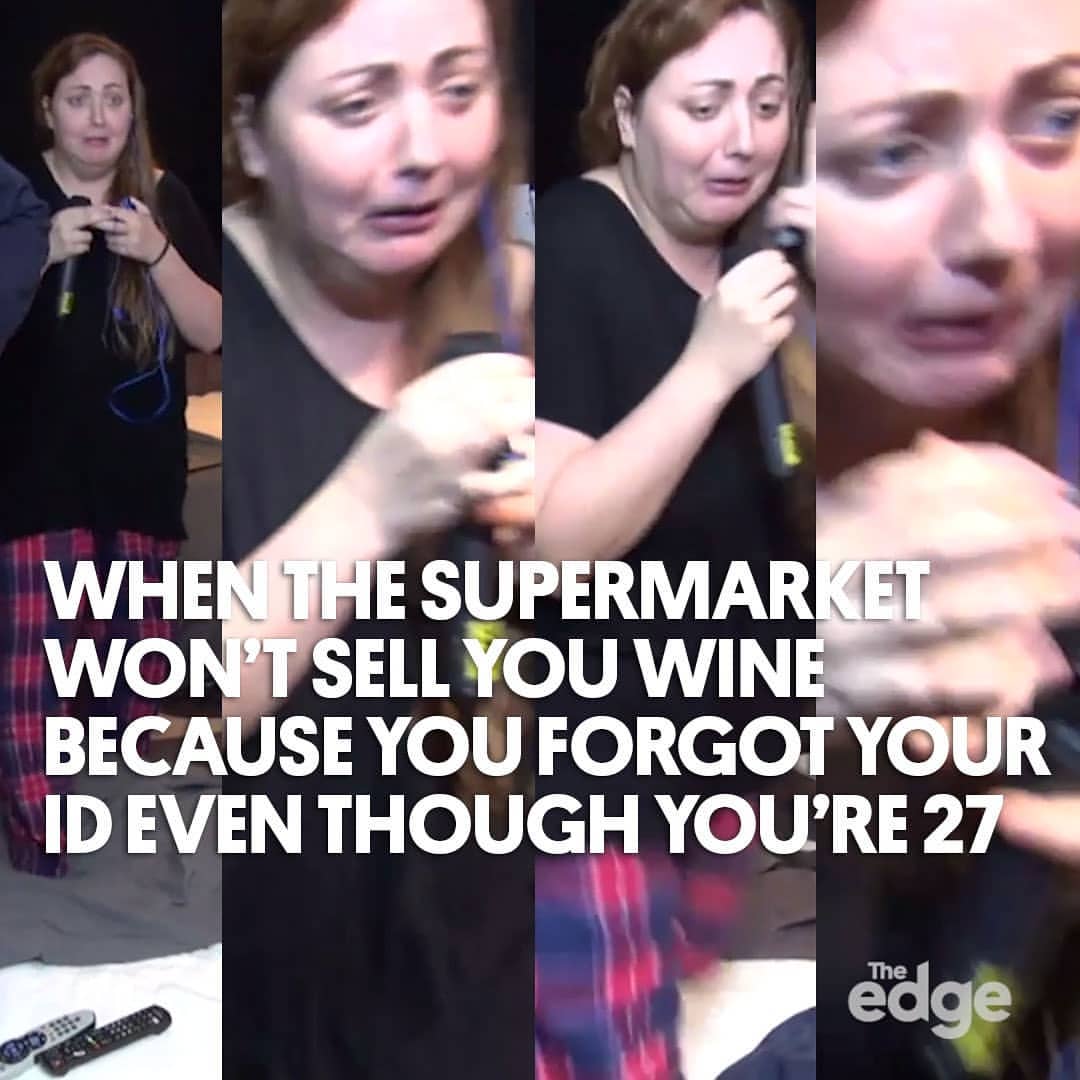 WHEN THE SUPERMARKET
WON'T SELL YOU WINE
BECAUSE YOU FORGOT YOUR
ID EVEN THOUGH YOU'RE 27
The
edge